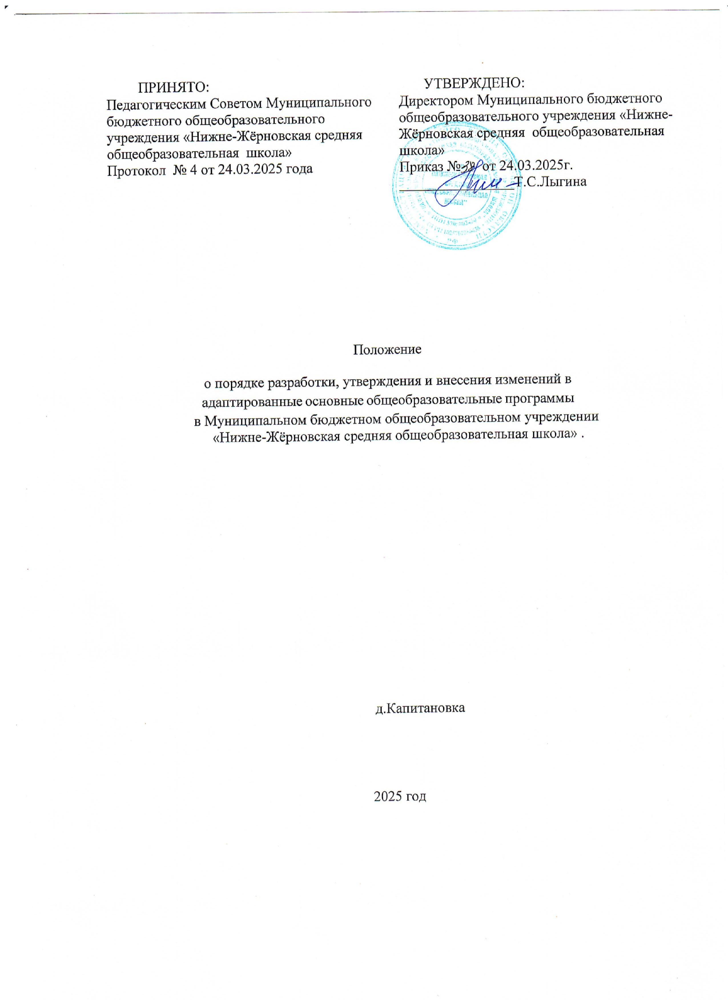 ПРИНЯТО:
Педагогическим Советом Муниципального
бюджетного общеобразовательного
учреждения «Нижне-Жёрновская средняя
общеобразовательная  школа»
Протокол  № 4 от 24.03.2025 года
УТВЕРЖДЕНО:
Директором Муниципального бюджетного
общеобразовательного учреждения «Нижне-
Жёрновская средняя  общеобразовательная
школа»
Приказ № от 24.03.2025г.
Т.С.Лыгина
Положение
о порядке разработки, утверждения и внесения изменений в
адаптированные основные общеобразовательные программы
в Муниципальном бюджетном общеобразовательном учреждении
«Нижне-Жёрновская средняя общеобразовательная школа» .
д.Капитановка
2025 год